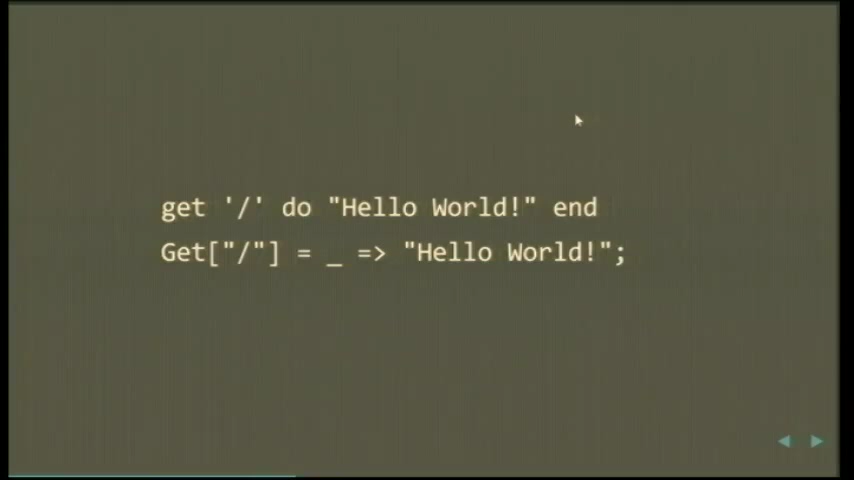 get '/' do "Hello World!" end
Get["/"] = _ => "Hello World!";